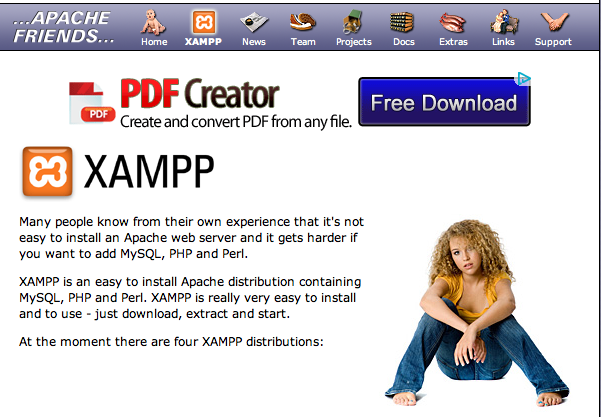 ...APACHE
FRIENDS...
Home XAMPP News Team Projects Docs Extras Links Support
PDF Creator
PDF
Create and convert PDF from any file.
Free Download
XAMPP
Many people know from their own experience that it's not
easy to install an Apache web server and it gets harder if
you want to add MySQL, PHP and Perl.
XAMPP is an easy to install Apache distribution containing
MySQL, PHP and Perl. XAMPP is really very easy to install
and to use - just download, extract and start.
At the moment there are four XAMPP distributions: